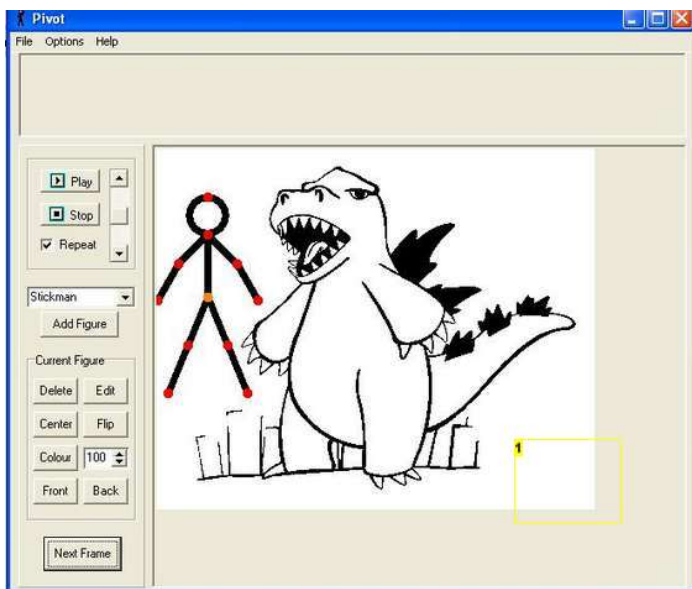 Pivot
File Options Help
Play
Stop
Repeat
Stickman
Add Figure
Current Figure
Delete Edit
Center Flip
Colour 100
Front Back
Next Frame
1